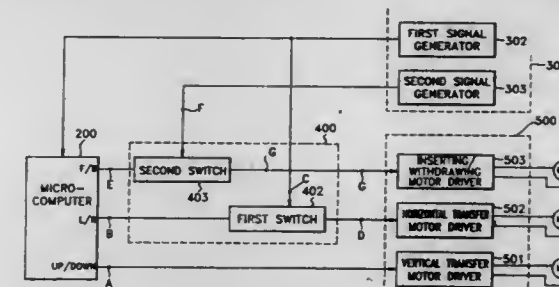 FIRST SIGNAL
GENERATOR
302
30
SECOND SIGNAL
GENERATOR
303
F
500
200
400
G
F/W
E
SECOND SWITCH
403
C
402
G
INSERTING/
WITHDRAWING
MOTOR DRIVER
503
MICRO-
COMPUTER
L/R
B
FIRST SWITCH
D
HORIZONTAL TRANSFER
MOTOR DRIVER
502
UP/DOWN
A
VERTICAL TRANSFER
MOTOR DRIVER
501